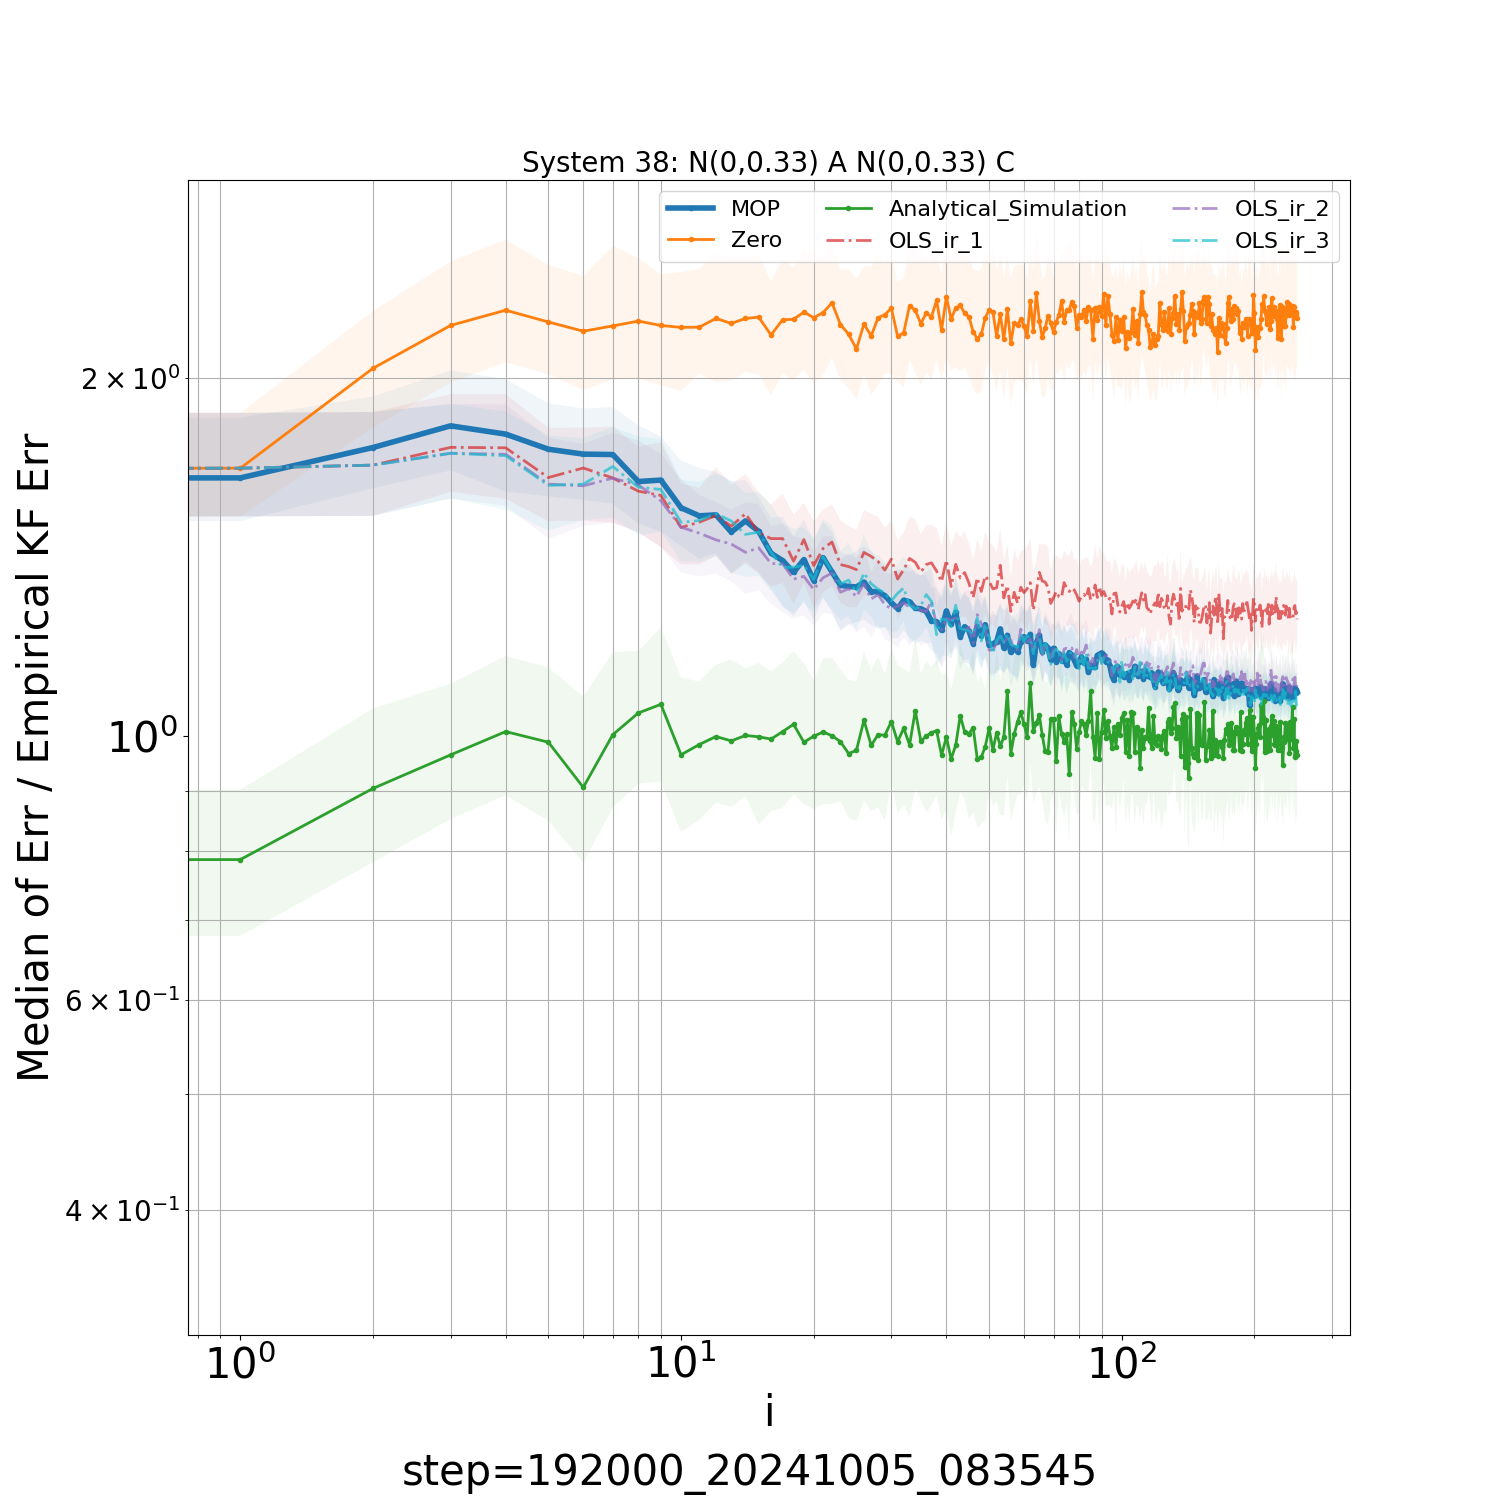 System 38: N(0,0.33) A N(0,0.33) C
MOP
Zero
Analytical_Simulation
OLS_ir_1
OLS_ir_2
OLS_ir_3
Median of Err / Empirical KF Err
2 × 10⁰
10⁰
6 × 10⁻¹
4 × 10⁻¹
10⁰ 10¹ 10²
i
step=192000_20241005_083545